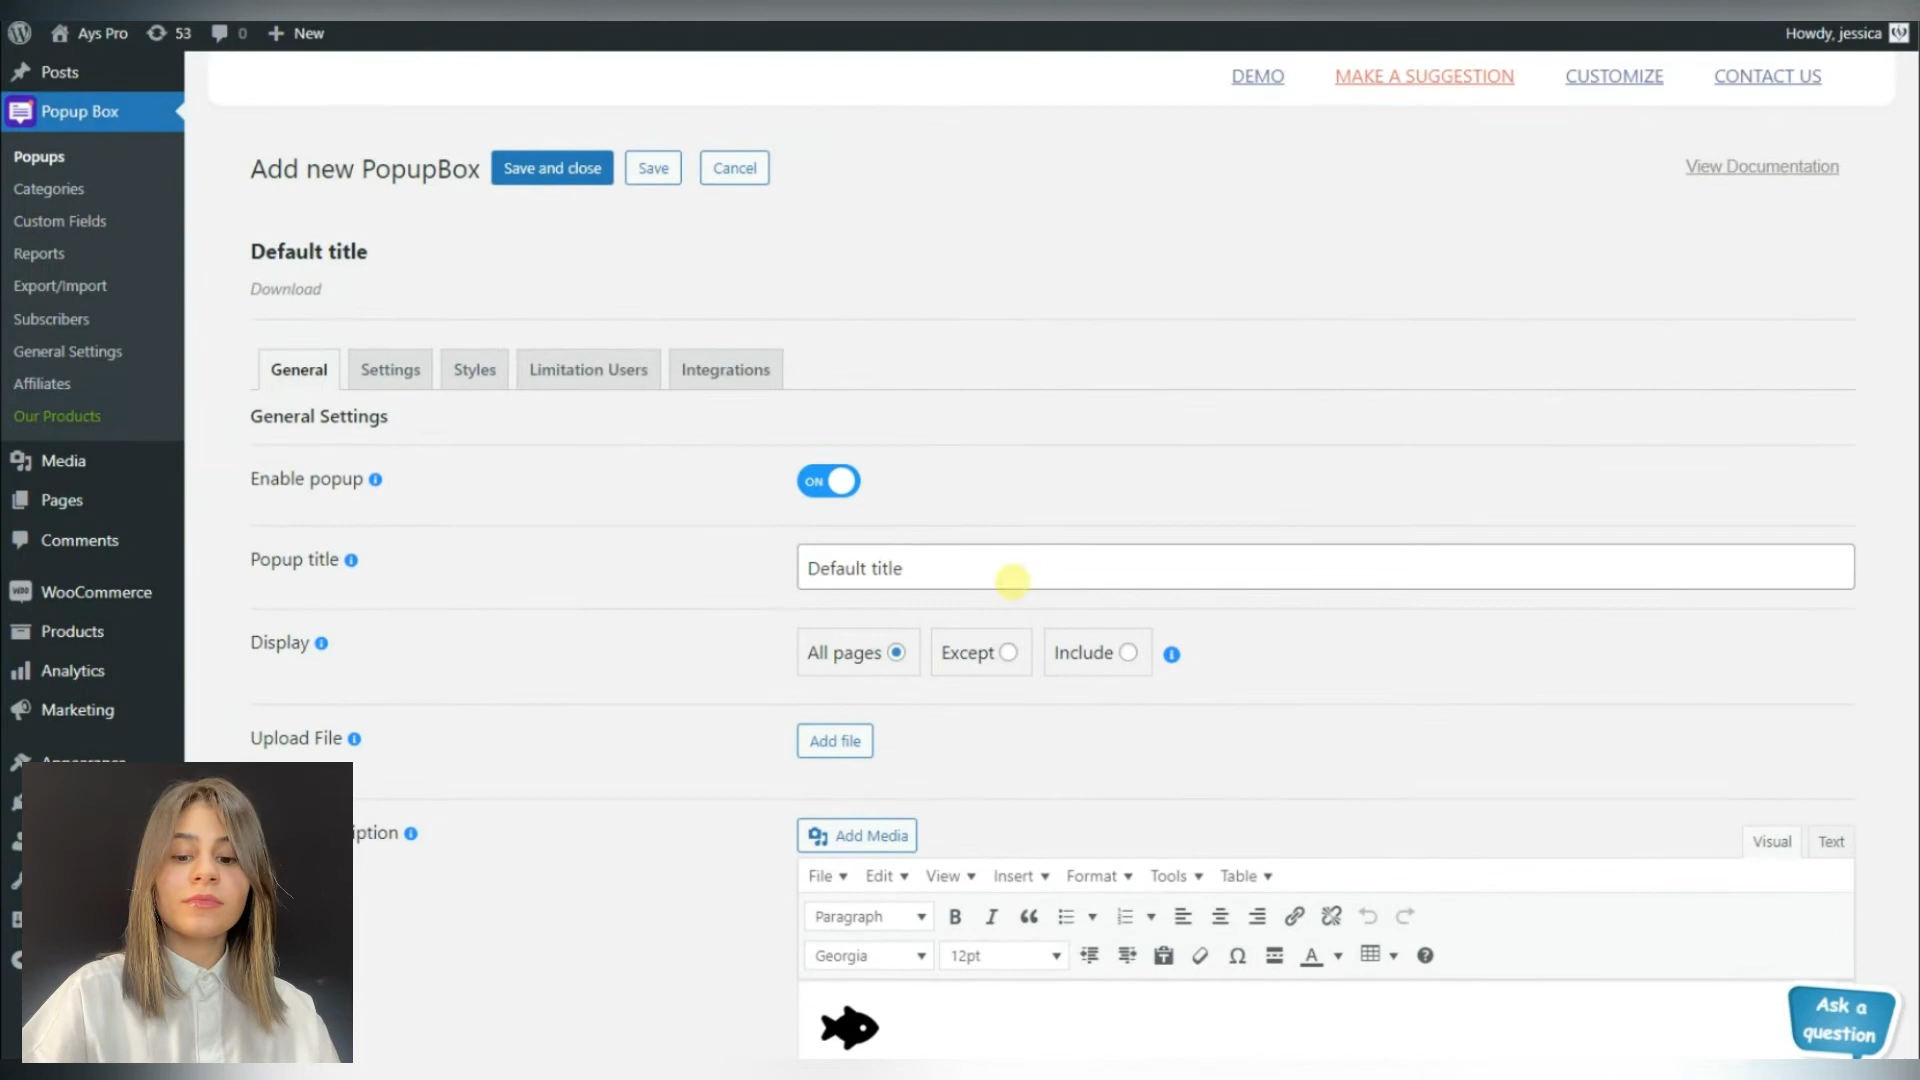 Ays Pro 53 0 New Howdy, jessica
Posts
Popup Box
Popups
Categories
Custom Fields
Reports
Export/Import
Subscribers
General Settings
Affiliates
Our Products
Media
Pages
Comments
WooCommerce
Products
Analytics
Marketing
DEMO MAKE A SUGGESTION CUSTOMIZE CONTACT US
Add new PopupBox Save and close Save Cancel View Documentation
Default title
Download
General Settings Styles Limitation Users Integrations
General Settings
Enable popup ON
Popup title Default title
Display All pages Except Include
Upload File Add file
iption Add Media Visual Text
File Edit View Insert Format Tools Table
Paragraph
Georgia 12pt
Ask a
question